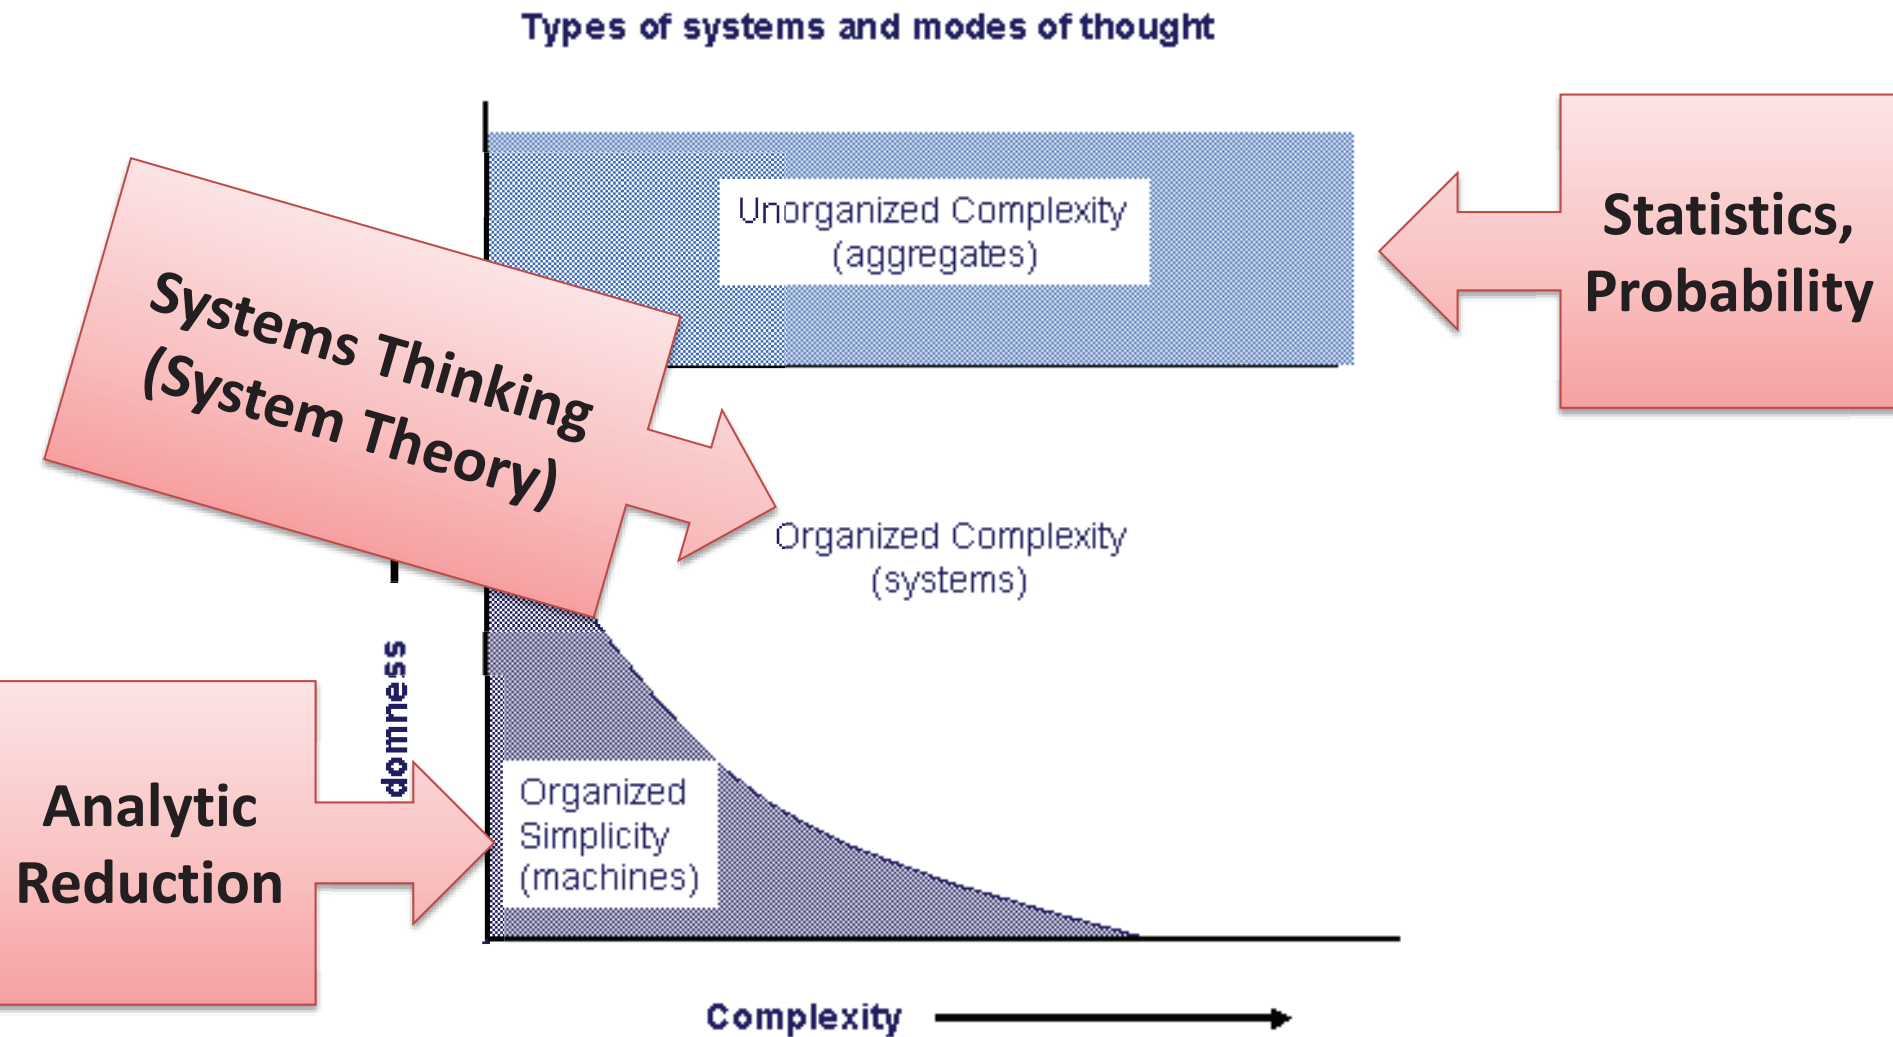 Types of systems and modes of thought
Unorganized Complexity
(aggregates)
Statistics,
Probability
Systems Thinking
(System Theory)
Organized Complexity
(systems)
domness
Analytic
Reduction
Organized
Simplicity
(machines)
Complexity